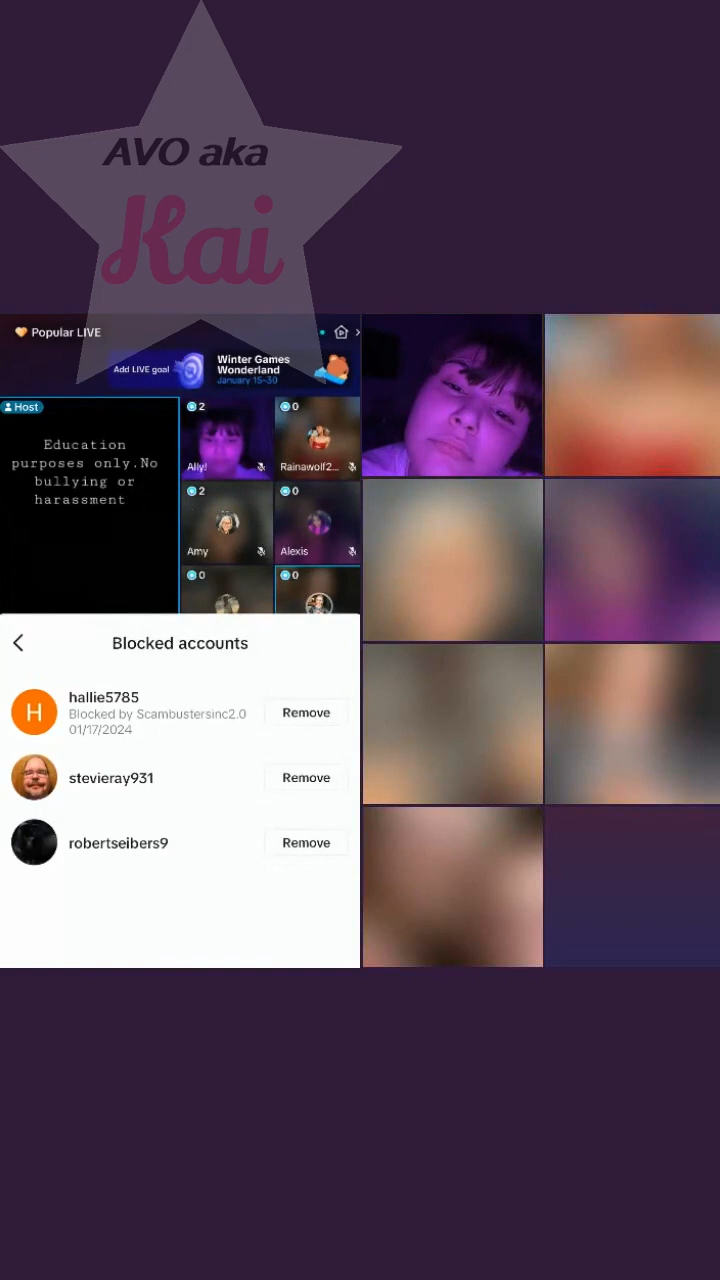 AVO aka
Kai
Popular LIVE
Add LIVE goal
Winter Games
Wonderland
January 15-30
Host
Education
purposes only.No
bullying or
harassment
2
0
Ally!
Rainawolf2...
2
0
Amy
Alexis
0
0
Blocked accounts
H
hallie5785
Blocked by Scambustersinc2.0
01/17/2024
Remove
stevieray931
Remove
robertseibers9
Remove